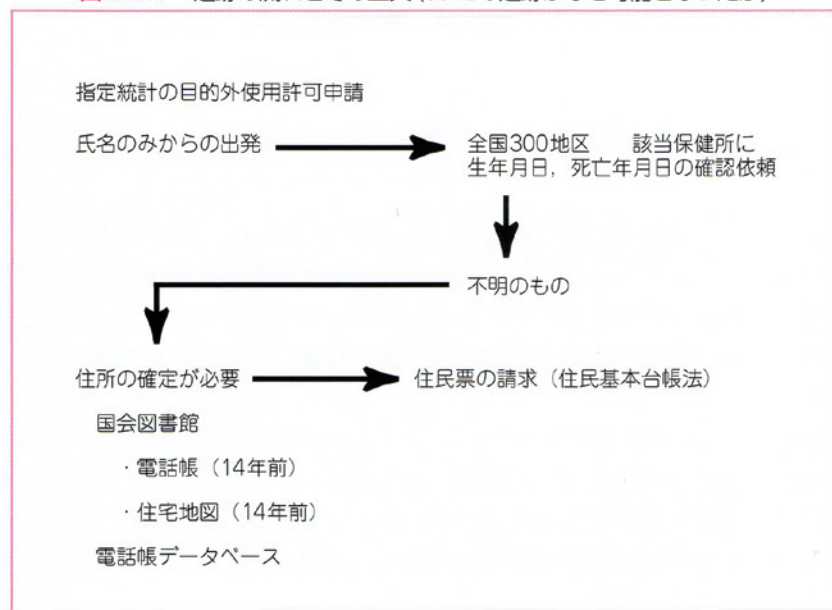 指定統計の目的外使用許可申請
氏名のみからの出発
全国300地区　該当保健所に
生年月日，死亡年月日の確認依頼
不明のもの
住所の確定が必要
住民票の請求（住民基本台帳法）
国会図書館
・電話帳（14年前）
・住宅地図（14年前）
電話帳データベース